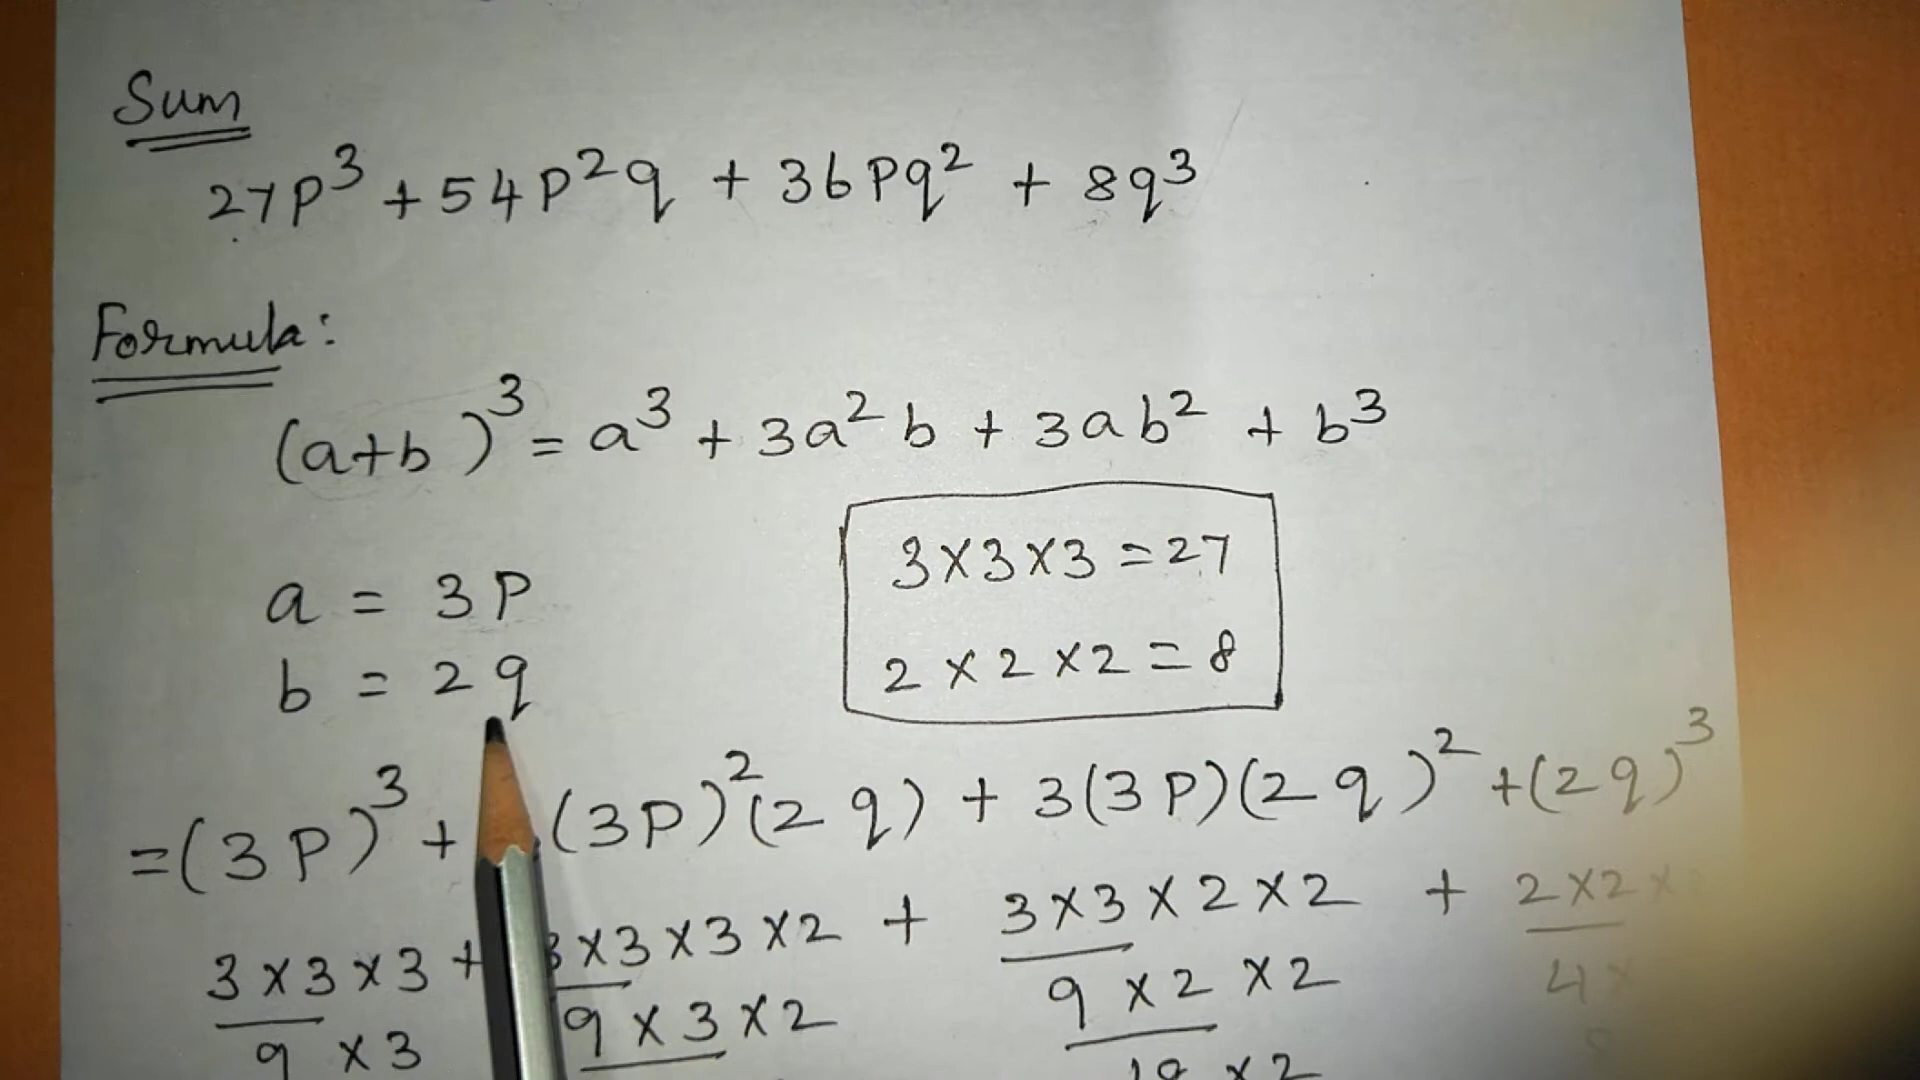 Sum
27p³ + 54p²q + 36pq² + 8q³
Formula:
(a+b)³ = a³ + 3a²b + 3ab² + b³
3×3×3 = 27
2×2×2 = 8
a = 3p
b = 2q
= (3p)³ + (3p)²(2q) + 3(3p)(2q)² + (2q)³
3×3×3 + 3×3×3×2 + 3×3×2×2 + 2×2×
9×3 9×3×2 9×2×2 4
×2